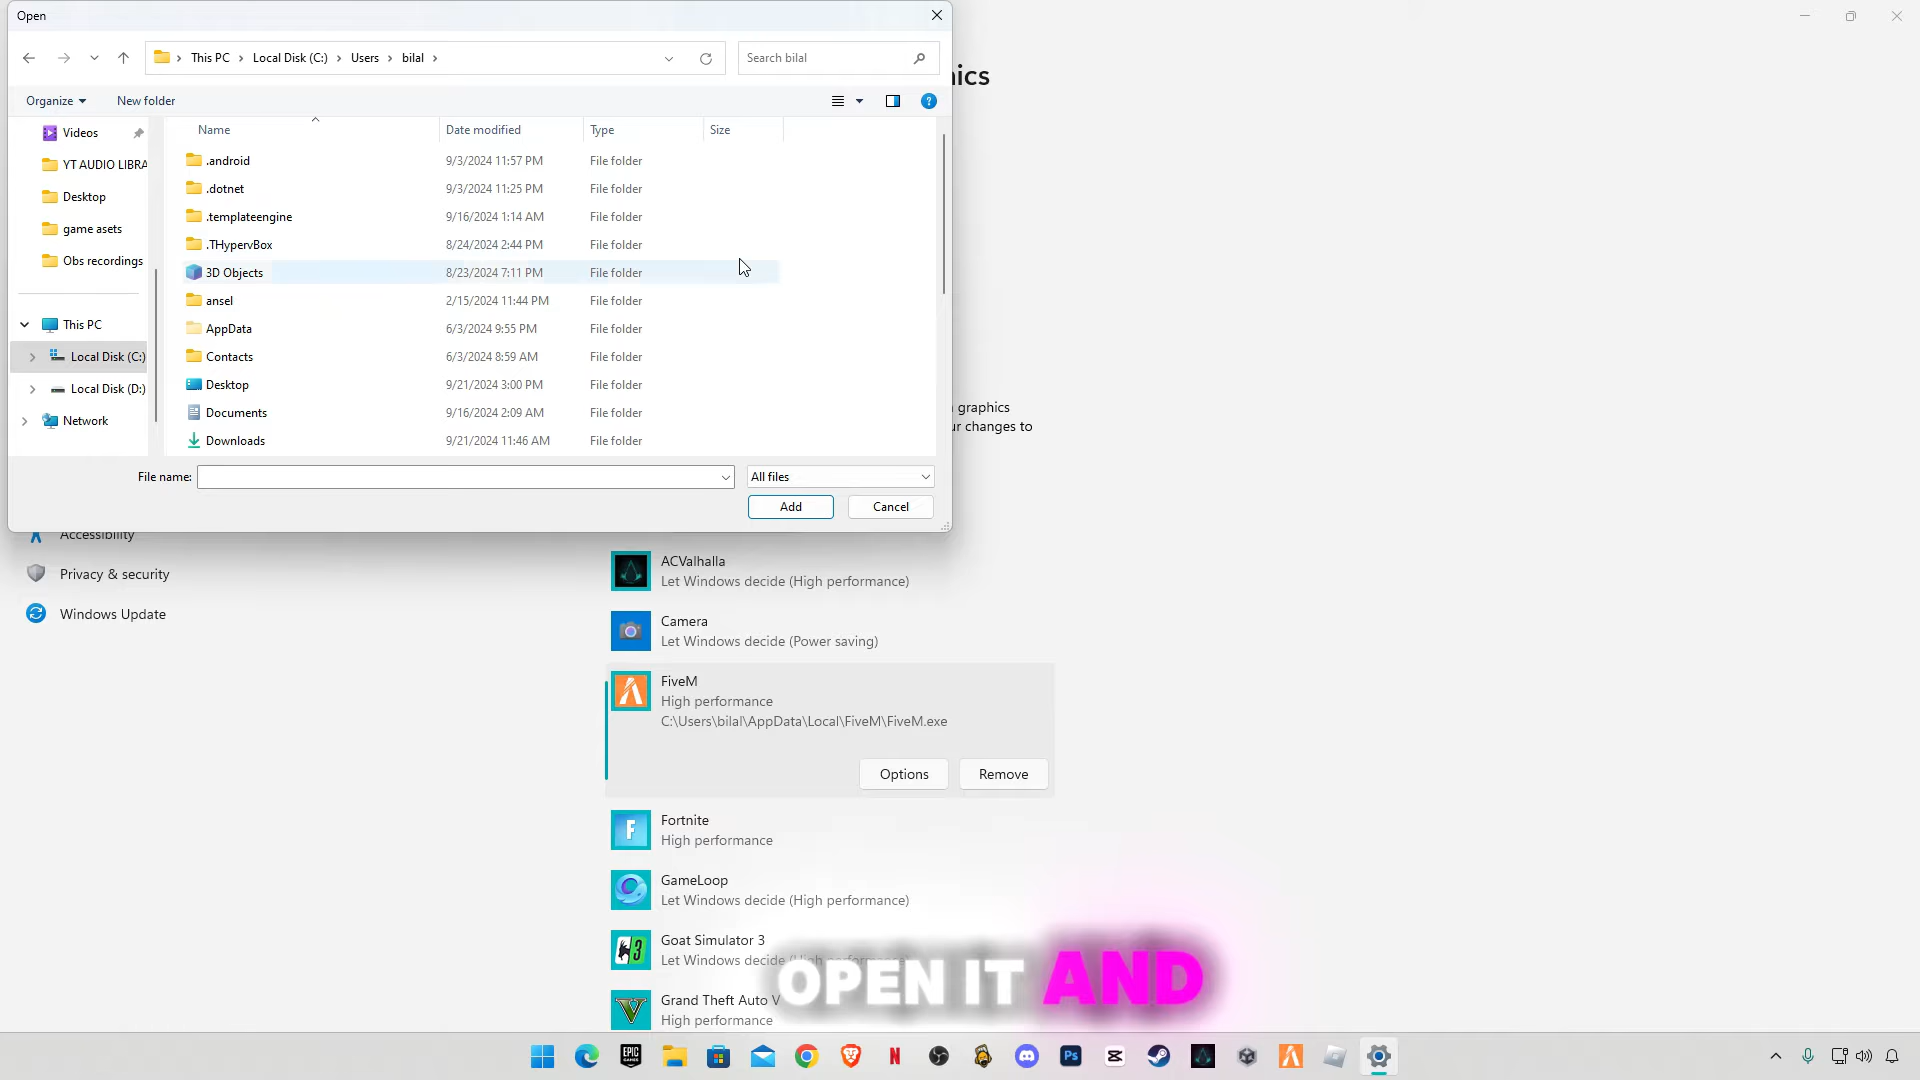 Open
This PC > Local Disk (C:) > Users > bilal >
Search bilal
Organize
New folder
Name
Date modified
Type
Size
Videos
YT AUDIO LIBRA
Desktop
game asets
Obs recordings
This PC
Local Disk (C:)
Local Disk (D:)
Network
.android 9/3/2024 11:57 PM File folder
.dotnet 9/3/2024 11:25 PM File folder
.templateengine 9/16/2024 1:14 AM File folder
.THypervBox 8/24/2024 2:44 PM File folder
3D Objects 8/23/2024 7:11 PM File folder
ansel 2/15/2024 11:44 PM File folder
AppData 6/3/2024 9:55 PM File folder
Contacts 6/3/2024 8:59 AM File folder
Desktop 9/21/2024 3:00 PM File folder
Documents 9/16/2024 2:09 AM File folder
Downloads 9/21/2024 11:46 AM File folder
File name:
All files
Add
Cancel
ics
graphics
ur changes to
Accessibility
Privacy & security
Windows Update
ACValhalla
Let Windows decide (High performance)
Camera
Let Windows decide (Power saving)
FiveM
High performance
C:\Users\bilal\AppData\Local\FiveM\FiveM.exe
Options
Remove
Fortnite
High performance
GameLoop
Let Windows decide (High performance)
Goat Simulator 3
Let Windows decide (High performance)
Grand Theft Auto V
High performance
OPEN IT AND